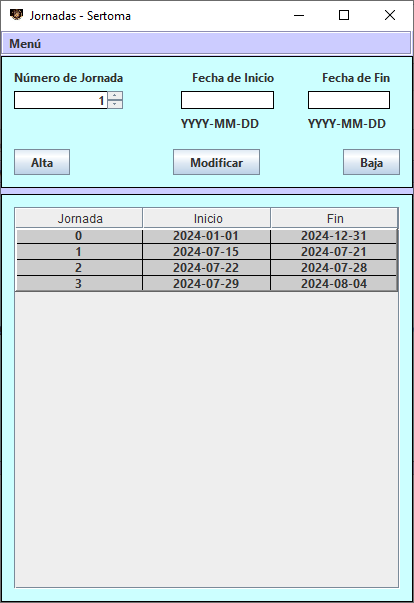 Jornadas - Sertoma
Menú
Número de Jornada Fecha de Inicio Fecha de Fin
1
YYYY-MM-DD YYYY-MM-DD
Alta Modificar Baja
Jornada Inicio Fin
0 2024-01-01 2024-12-31
1 2024-07-15 2024-07-21
2 2024-07-22 2024-07-28
3 2024-07-29 2024-08-04